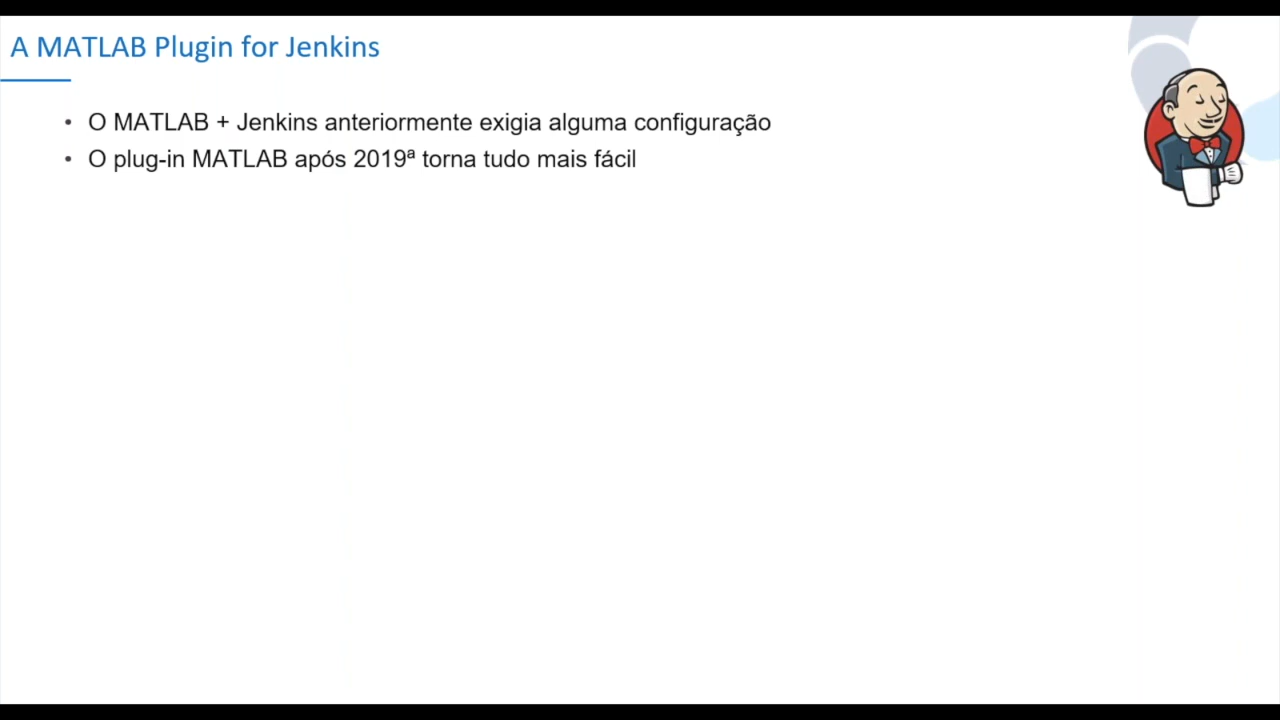 A MATLAB Plugin for Jenkins
• O MATLAB + Jenkins anteriormente exigia alguma configuração
• O plug-in MATLAB após 2019ª torna tudo mais fácil